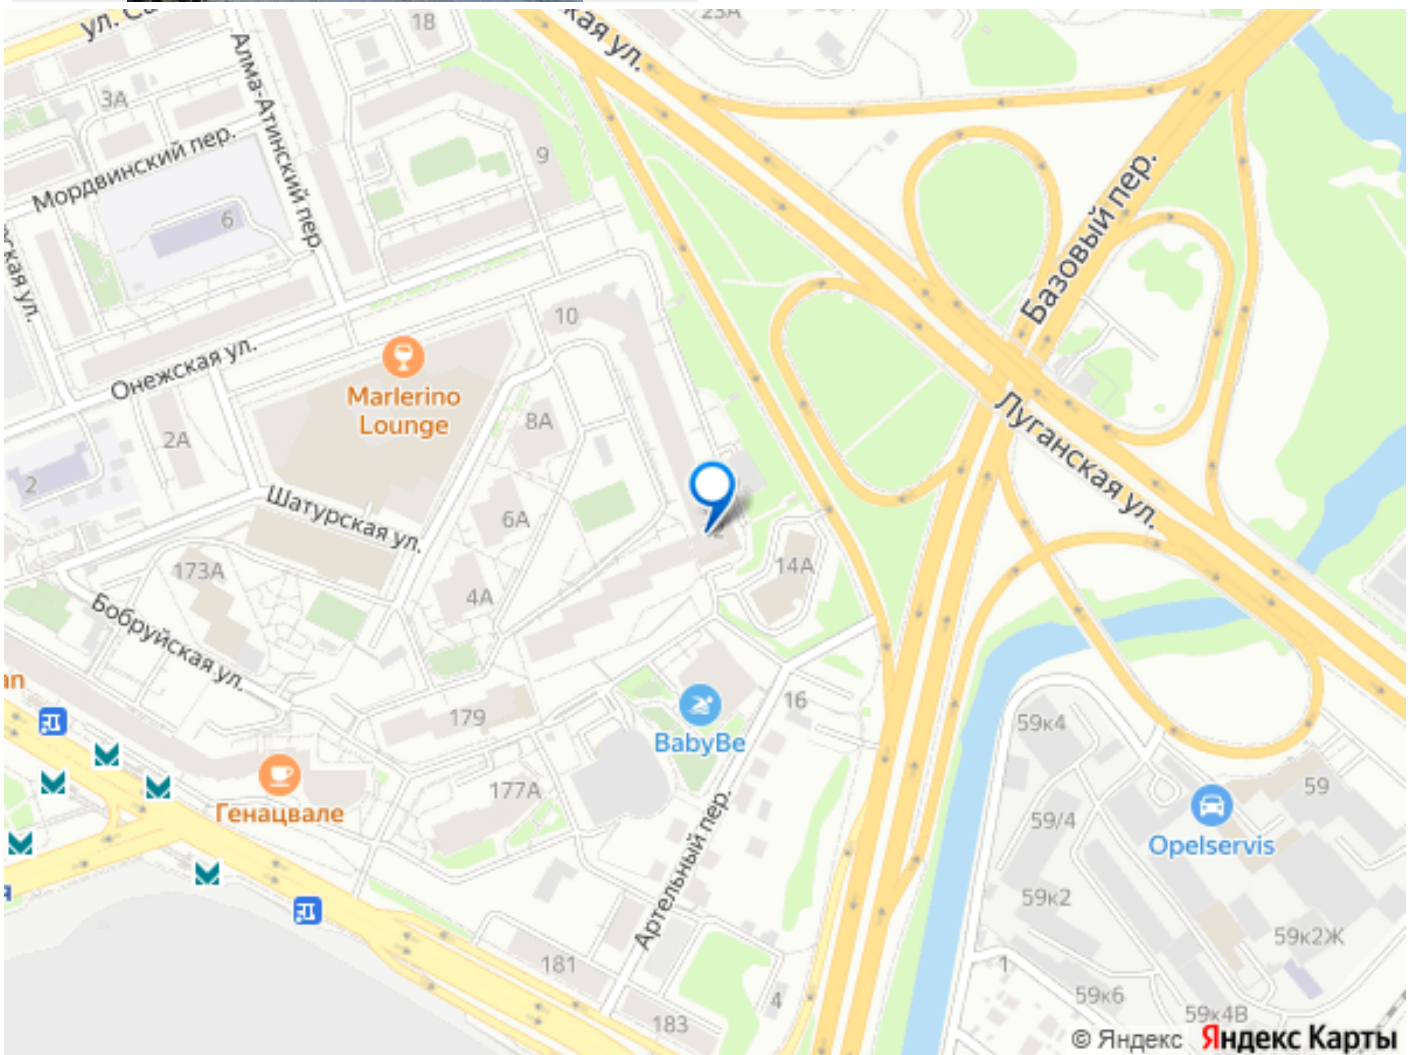 ул. Са
18
23А
кая ул.
Алма-Атинский пер.
3А
Мордвинский пер.
9
6
Базовый пер.
ская ул.
10
Онежская ул.
Marlerino
Lounge
8А
2А
Луганская ул.
2
Шатурская ул.
6А
14А
173А
4А
Бобруйская ул.
an
16
179
59к4
BabyBe
177А
59
Генацвале
59/4
Opelservis
Артельный пер.
я
59к2
59к2Ж
181
1
4
59к6
183
59к4В
© Яндекс Яндекс Карты